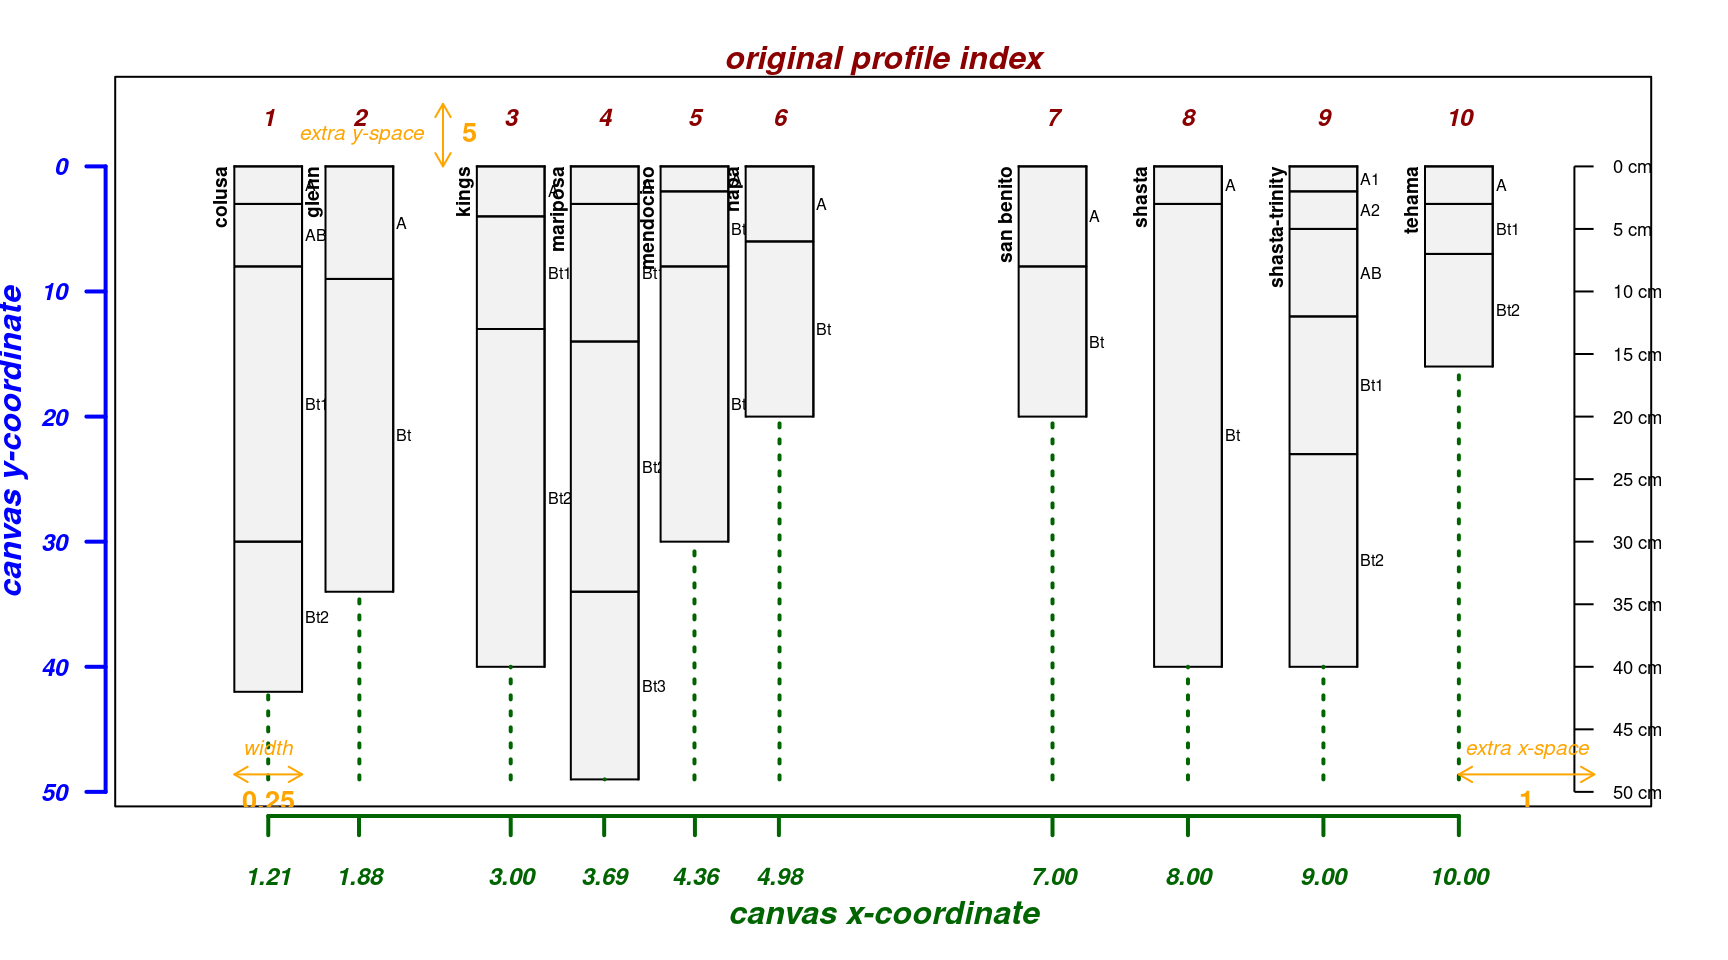 original profile index
1 2 3 4 5 6 7 8 9 10
extra y-space 5
canvas y-coordinate
0
10
20
30
40
50
colusa
AB
Bt1
Bt2
glenn
A
Bt
kings
A
Bt1
Bt2
mariposa
Bt1
Bt2
Bt3
mendocino
Bt
Bt
napa
A
Bt
san benito
A
Bt
shasta
A
Bt
shasta-trinity
A1
A2
AB
Bt1
Bt2
tehama
A
Bt1
Bt2
0 cm
5 cm
10 cm
15 cm
20 cm
25 cm
30 cm
35 cm
40 cm
45 cm
50 cm
width
0.25
extra x-space
1
1.21 1.88 3.00 3.69 4.36 4.98 7.00 8.00 9.00 10.00
canvas x-coordinate